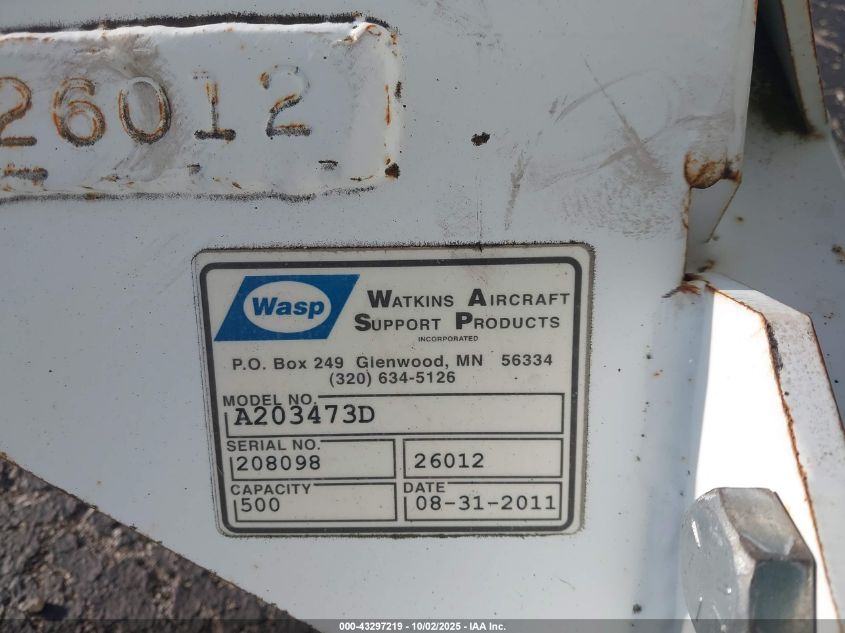 26012
Wasp
WATKINS AIRCRAFT
SUPPORT PRODUCTS
INCORPORATED
P.O. Box 249 Glenwood, MN 56334
(320) 634-5126
MODEL NO.
A203473D
SERIAL NO.
208098 26012
CAPACITY DATE
500 08-31-2011
000-43297219 - 10/02/2025 - IAA Inc.